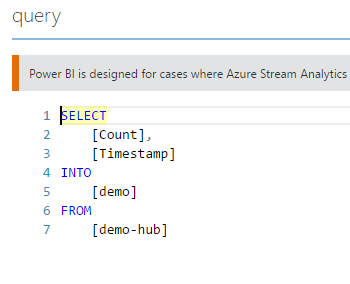 query
Power BI is designed for cases where Azure Stream Analytics
1 SELECT
2 [Count],
3 [Timestamp]
4 INTO
5 [demo]
6 FROM
7 [demo-hub]